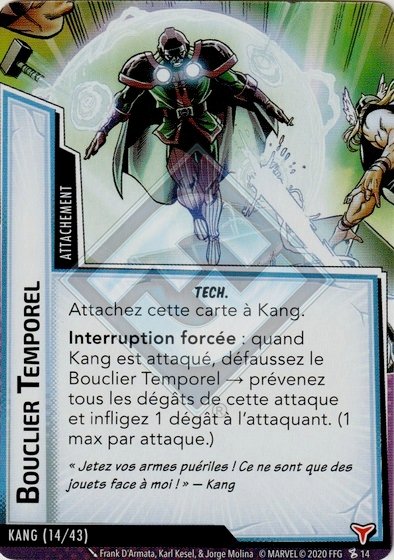 ATTACHEMENT
BOUCLIER TEMPOREL
TECH.
Attachez cette carte à Kang.
Interruption forcée : quand
Kang est attaqué, défaussez le
Bouclier Temporel → prévenez
tous les dégâts de cette attaque
et infligez 1 dégât à l'attaquant. (1
max par attaque.)
« Jetez vos armes puériles ! Ce ne sont que des
jouets face à moi ! » — Kang
KANG (14/43)
Frank D'Armata, Karl Kesel, & Jorge Molina © MARVEL © 2020 FFG 14
®